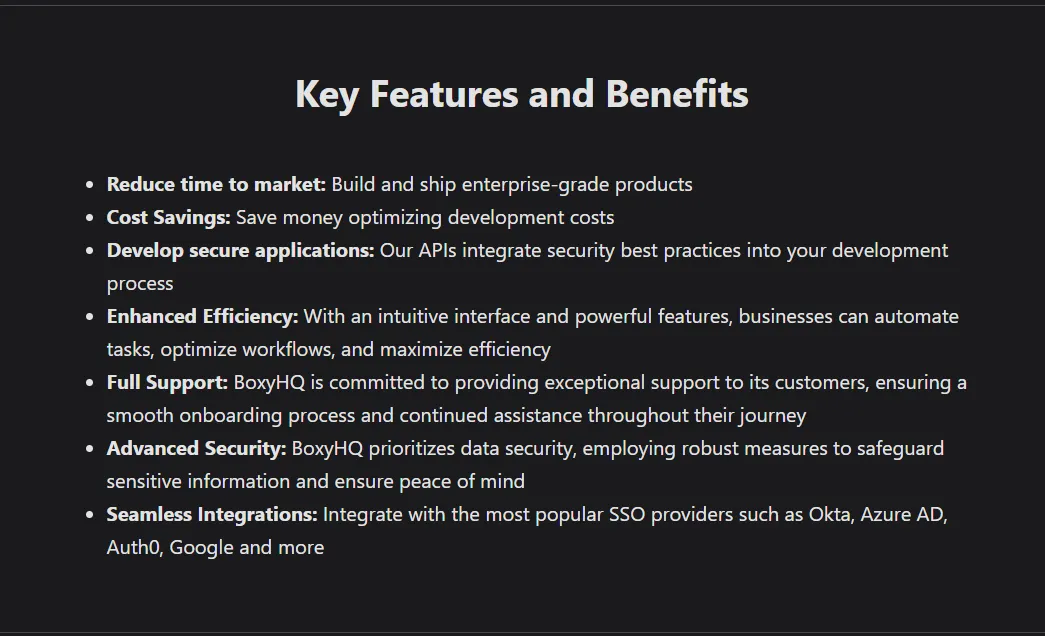 Key Features and Benefits
• Reduce time to market: Build and ship enterprise-grade products
• Cost Savings: Save money optimizing development costs
• Develop secure applications: Our APIs integrate security best practices into your development
process
• Enhanced Efficiency: With an intuitive interface and powerful features, businesses can automate
tasks, optimize workflows, and maximize efficiency
• Full Support: BoxyHQ is committed to providing exceptional support to its customers, ensuring a
smooth onboarding process and continued assistance throughout their journey
• Advanced Security: BoxyHQ prioritizes data security, employing robust measures to safeguard
sensitive information and ensure peace of mind
• Seamless Integrations: Integrate with the most popular SSO providers such as Okta, Azure AD,
Auth0, Google and more